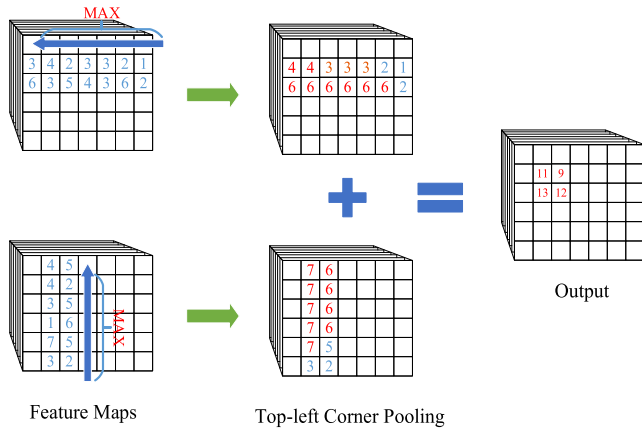 MAX
3 4 2 3 3 2 1
6 3 5 4 3 6 2
4 4 3 3 3 2 1
6 6 6 6 6 6 2
11 9
13 12
4 5
4 2
3 5
1 6
7 5
3 2
MAX
7 6
7 6
7 6
7 6
7 5
3 2
Output
Feature Maps
Top-left Corner Pooling